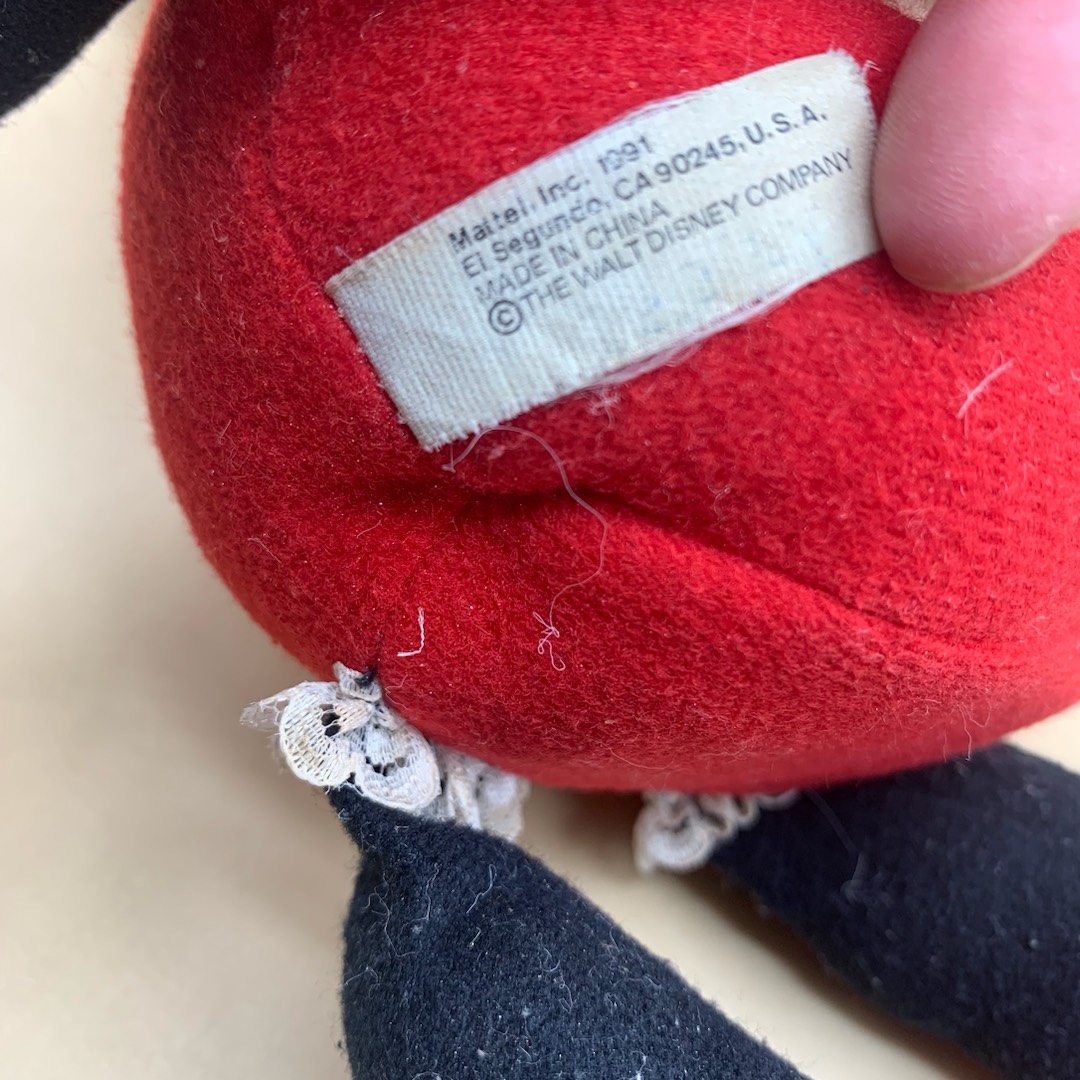 Mattel, Inc. 1991
El Segundo, CA 90245, U.S.A.
MADE IN CHINA
©THE WALT DISNEY COMPANY